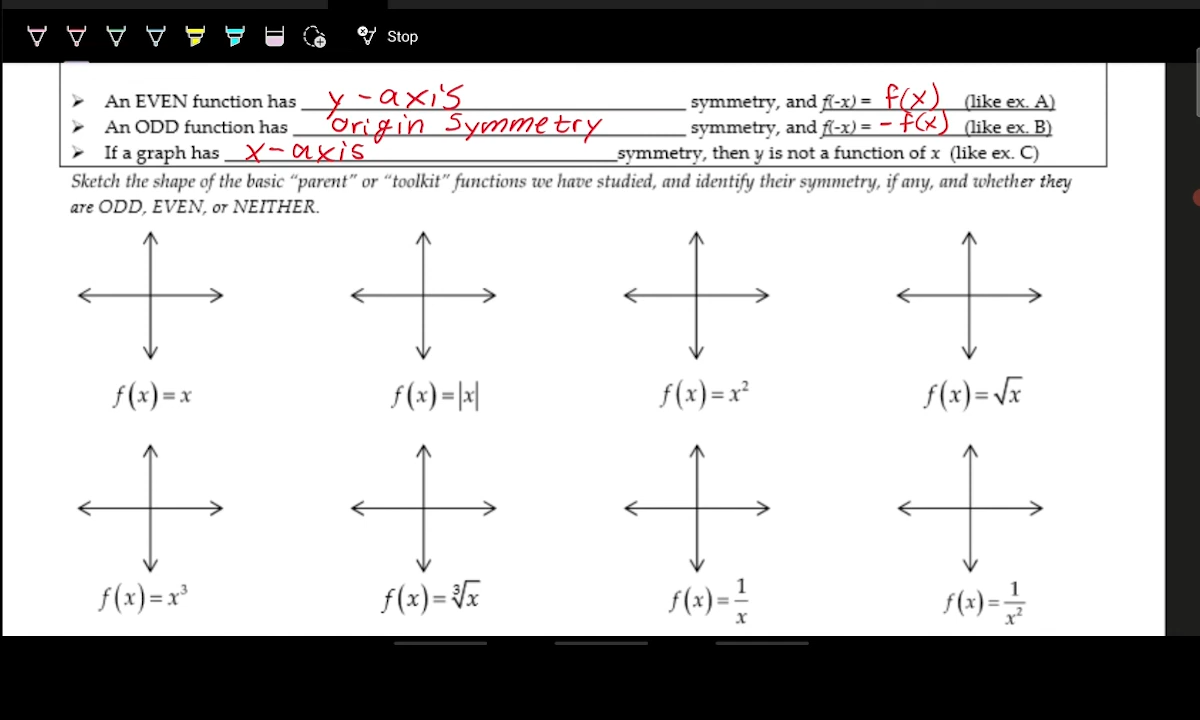 Stop
➢ An EVEN function has y-axis symmetry, and f(-x) = f(x) (like ex. A)
➢ An ODD function has origin symmetry symmetry, and f(-x) = -f(x) (like ex. B)
➢ If a graph has x-axis symmetry, then y is not a function of x (like ex. C)
Sketch the shape of the basic “parent” or “toolkit” functions we have studied, and identify their symmetry, if any, and whether they
are ODD, EVEN, or NEITHER.
f(x)=x f(x)=|x| f(x)=x² f(x)=√x
f(x)=x³ f(x)=∛x f(x)=1/x f(x)=1/x²